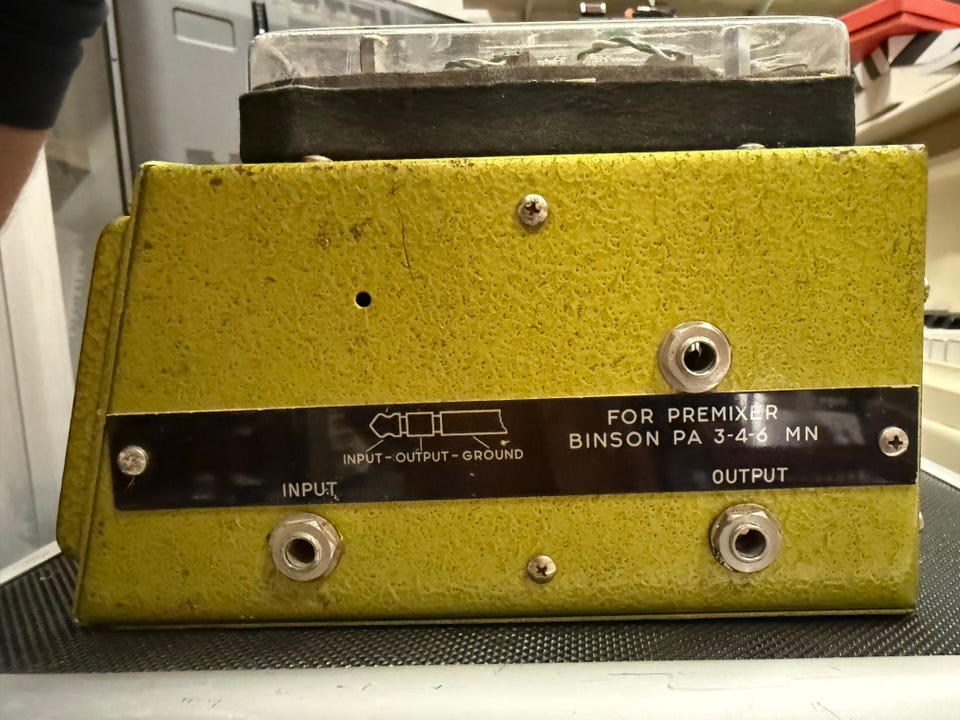 FOR PREMIXER
BINSON PA 3-4-6 MN
INPUT-OUTPUT-GROUND
INPUT
OUTPUT